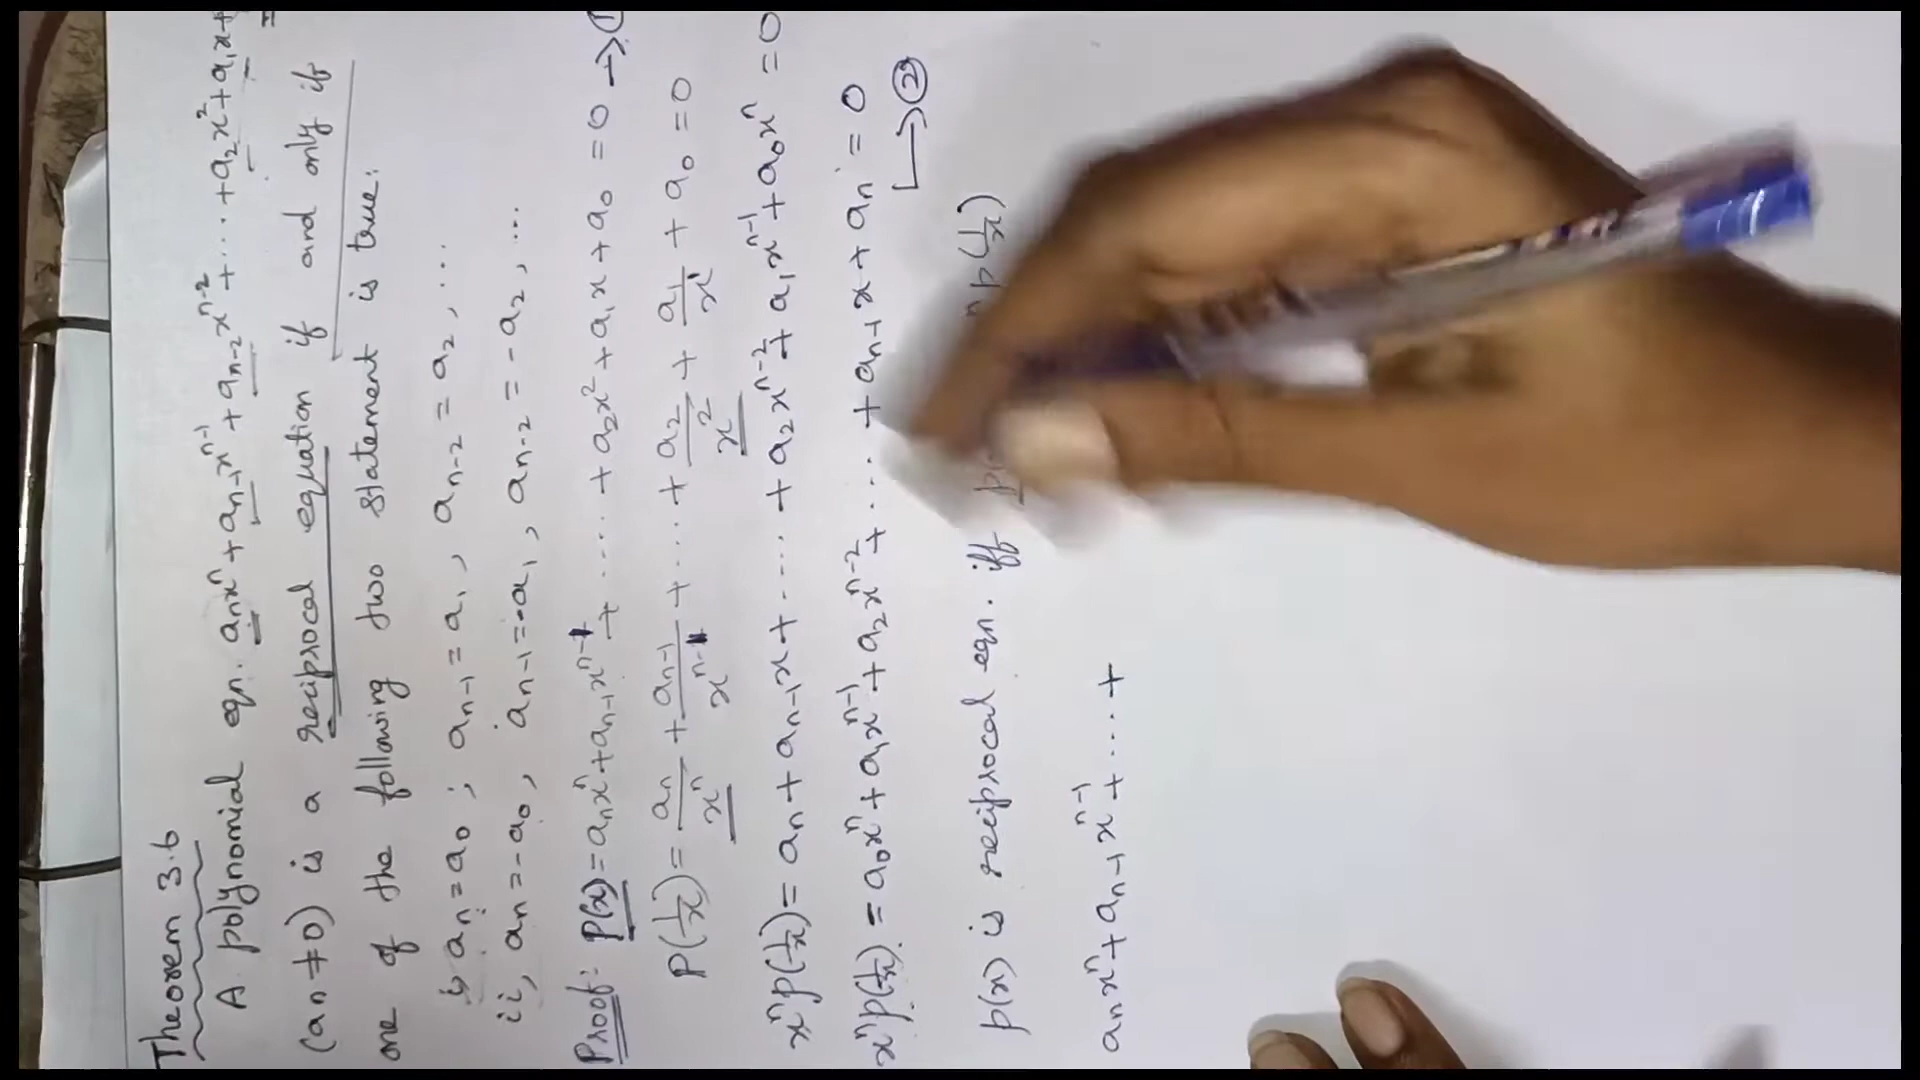 Theorem 3.6
A polynomial eqn. aₙxⁿ + aₙ₋₁xⁿ⁻¹ + aₙ₋₂xⁿ⁻² + ... + a₂x² + a₁x +
(aₙ ≠ 0) is a reciprocal equation if and only if
one of the following two statement is true.
i, aₙ = a₀ ; aₙ₋₁ = a₁ , aₙ₋₂ = a₂ , ...
ii, aₙ = -a₀ , aₙ₋₁ = -a₁ , aₙ₋₂ = -a₂ , ...
Proof: P(x) = aₙxⁿ + aₙ₋₁xⁿ⁻¹ + .... + a₂x² + a₁x + a₀ = 0 → ①
P(1/x) = aₙ/xⁿ + aₙ₋₁/xⁿ⁻¹ + ... + a₂/x² + a₁/x + a₀ = 0
xⁿp(1/x) = aₙ + aₙ₋₁x + .... + a₂xⁿ⁻² + a₁xⁿ⁻¹ + a₀xⁿ = 0
xⁿp(1/x) = a₀xⁿ + a₁xⁿ⁻¹ + a₂xⁿ⁻² + ... + aₙ₋₁x + aₙ = 0
→ ②
p(x) is reciprocal eqn. iff p( p(1/x)
aₙxⁿ + aₙ₋₁xⁿ⁻¹ + .... +